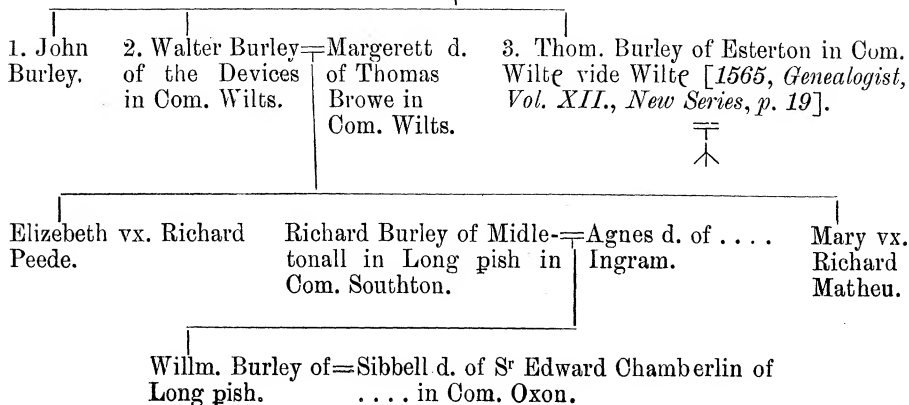 1. John
Burley.
2. Walter Burley=Margerett d.
of the Devices
in Com. Wilts.
of Thomas
Browe in
Com. Wilts.
3. Thom. Burley of Esterton in Com.
Wiltę vide Wiltę [1565, Genealogist,
Vol. XII., New Series, p. 19].
Elizebeth vx. Richard
Peede.
Richard Burley of Midle-=Agnes d. of ....
tonall in Long pish in
Com. Southton.
Ingram.
Mary vx.
Richard
Matheu.
Willm. Burley of=Sibbell d. of Sʳ Edward Chamberlin of
Long pish.
.... in Com. Oxon.